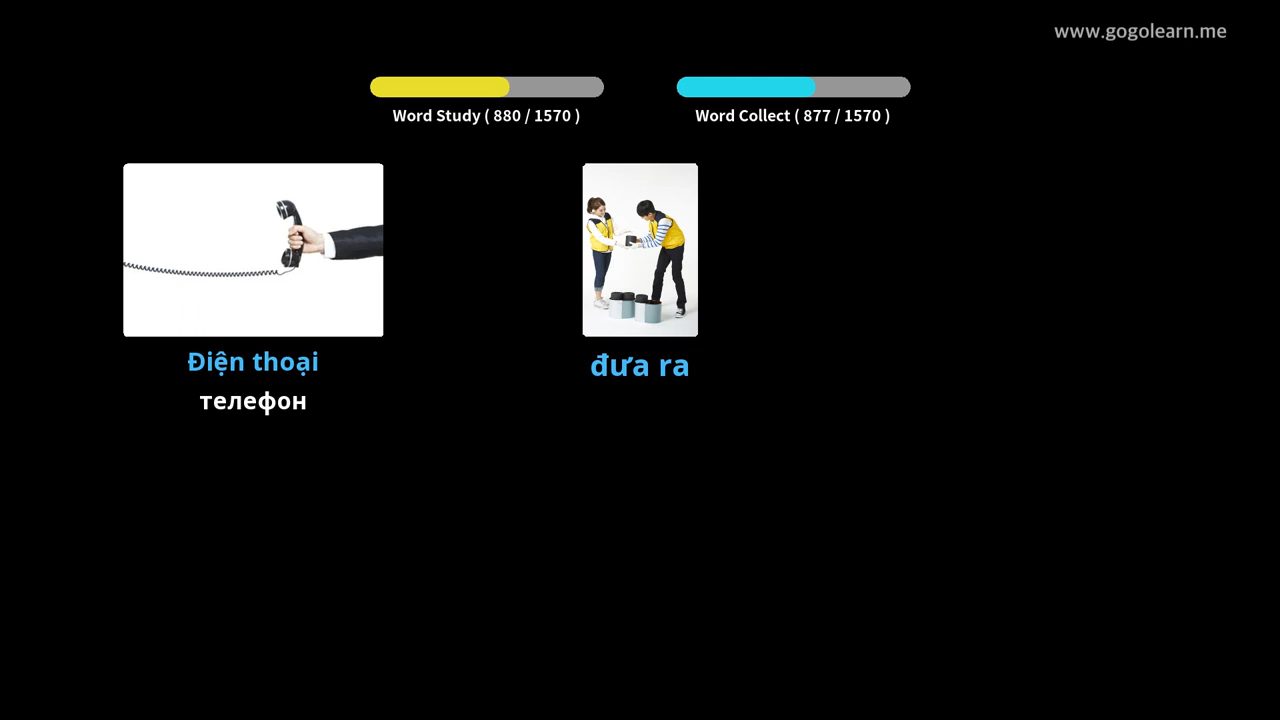 www.gogolearn.me
Word Study ( 880 / 1570 )
Word Collect ( 877 / 1570 )
Điện thoại
телефон
đưa ra